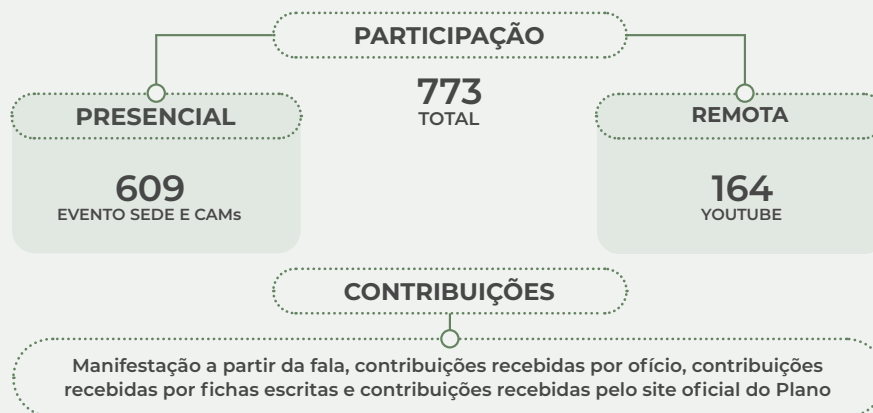 PARTICIPAÇÃO
773
TOTAL
PRESENCIAL
609
EVENTO SEDE E CAMs
REMOTA
164
YOUTUBE
CONTRIBUIÇÕES
Manifestação a partir da fala, contribuições recebidas por ofício, contribuições
recebidas por fichas escritas e contribuições recebidas pelo site oficial do Plano